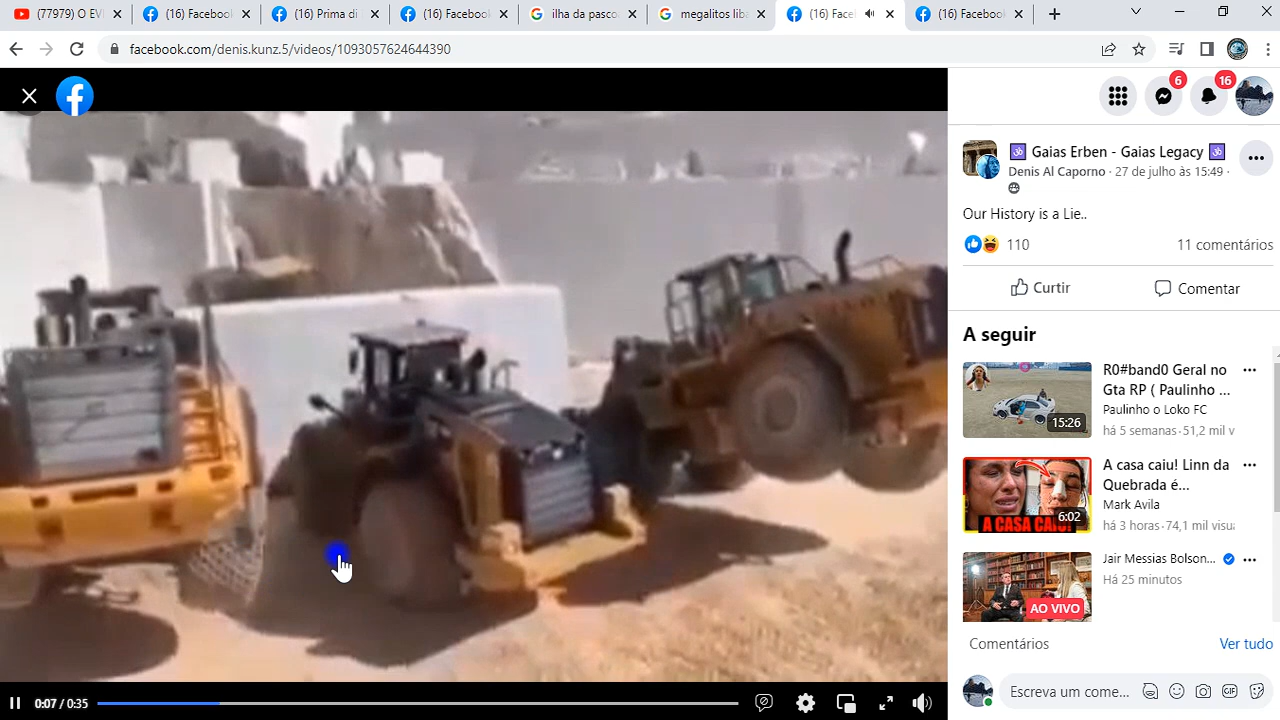 (77979) O EV
(16) Facebook
(16) Prima di
(16) Facebook
ilha da pasco
megalitos liba
(16) Face
(16) Facebook
facebook.com/denis.kunz.5/videos/1093057624644390
6
16
🕉 Gaias Erben - Gaias Legacy 🕉
Denis Al Caporno · 27 de julho às 15:49 ·
Our History is a Lie..
110
11 comentários
Curtir
Comentar
A seguir
R0#band0 Geral no
Gta RP ( Paulinho ...
Paulinho o Loko FC
há 5 semanas · 51,2 mil v
15:26
A casa caiu! Linn da
Quebrada é...
Mark Avila
há 3 horas · 74,1 mil visu
A CASA CAIU!
6:02
Jair Messias Bolson...
Há 25 minutos
AO VIVO
Comentários
Ver tudo
Escreva um come...
GIF
0:07 / 0:35